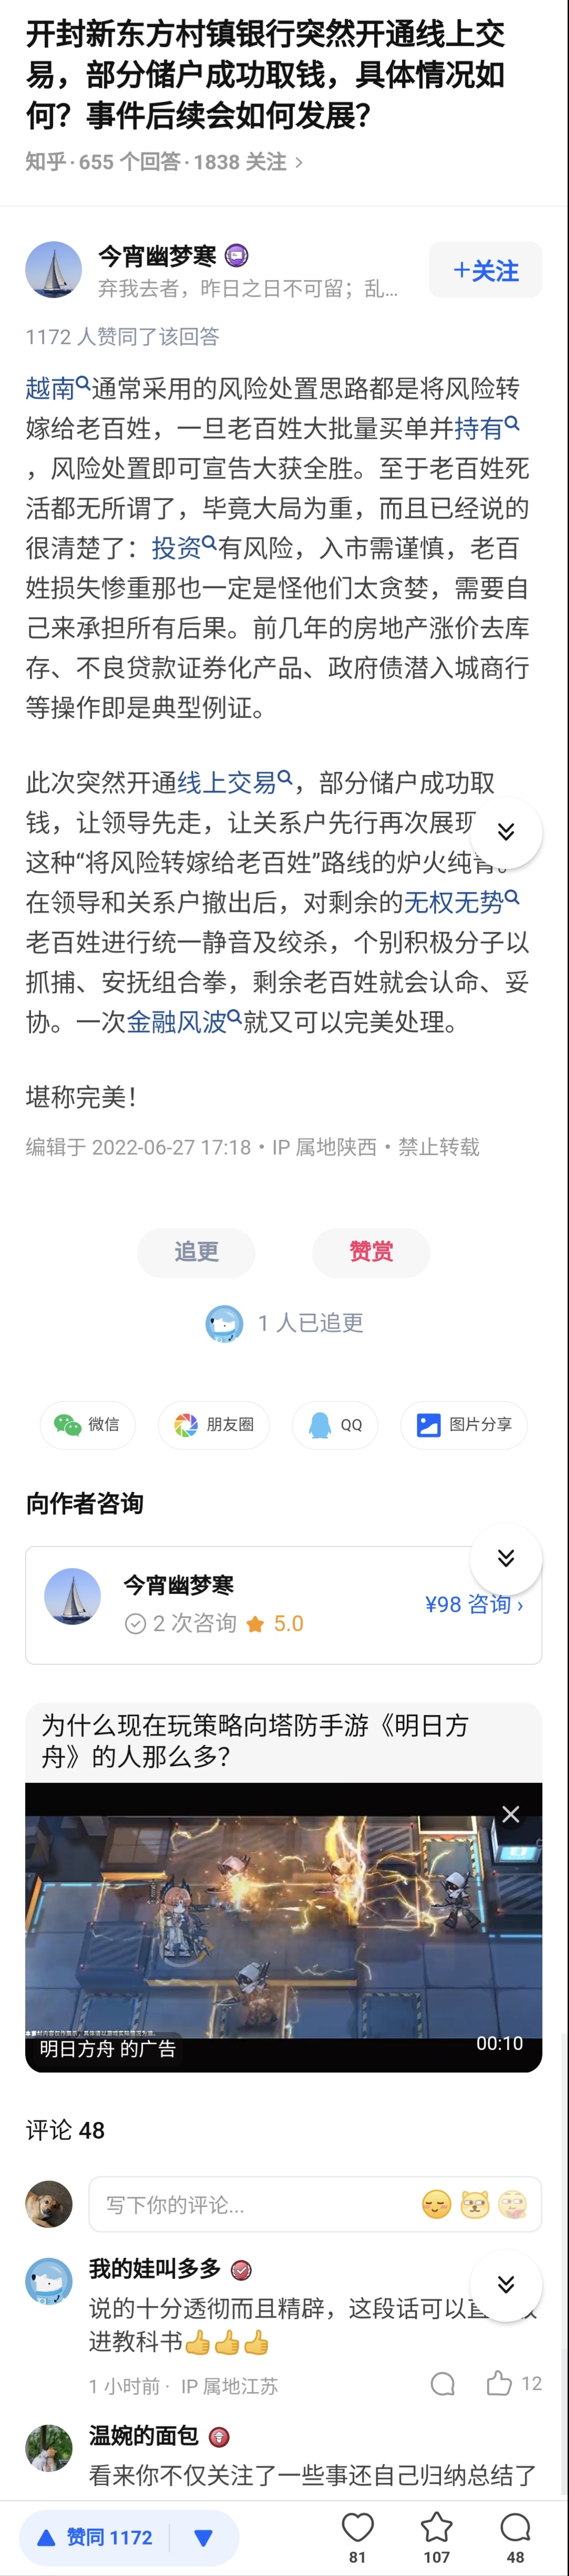 开封新东方村镇银行突然开通线上交
易，部分储户成功取钱，具体情况如
何？事件后续会如何发展？
知乎·655 个回答·1838 关注 >
今宵幽梦寒
弃我去者，昨日之日不可留；乱...
+关注
1172 人赞同了该回答
越南通常采用的风险处置思路都是将风险转
嫁给老百姓，一旦老百姓大批量买单并持有
，风险处置即可宣告大获全胜。至于老百姓死
活都无所谓了，毕竟大局为重，而且已经说的
很清楚了：投资有风险，入市需谨慎，老百
姓损失惨重那也一定是怪他们太贪婪，需要自
己来承担所有后果。前几年的房地产涨价去库
存、不良贷款证券化产品、政府债潜入城商行
等操作即是典型例证。
此次突然开通线上交易，部分储户成功取
钱，让领导先走，让关系户先行再次展现
这种“将风险转嫁给老百姓”路线的炉火纯青。
在领导和关系户撤出后，对剩余的无权无势
老百姓进行统一静音及绞杀，个别积极分子以
抓捕、安抚组合拳，剩余老百姓就会认命、妥
协。一次金融风波就又可以完美处理。
堪称完美！
编辑于 2022-06-27 17:18·IP 属地陕西·禁止转载
追更
赞赏
1 人已追更
微信
朋友圈
QQ
图片分享
向作者咨询
今宵幽梦寒
2 次咨询 5.0
¥98 咨询 ›
为什么现在玩策略向塔防手游《明日方
舟》的人那么多？
明日方舟 的广告
00:10
评论 48
写下你的评论...
我的娃叫多多
说的十分透彻而且精辟，这段话可以直
进教科书👍👍👍
1 小时前· IP 属地江苏
12
温婉的面包
看来你不仅关注了一些事还自己归纳总结了
赞同 1172
81
107
48